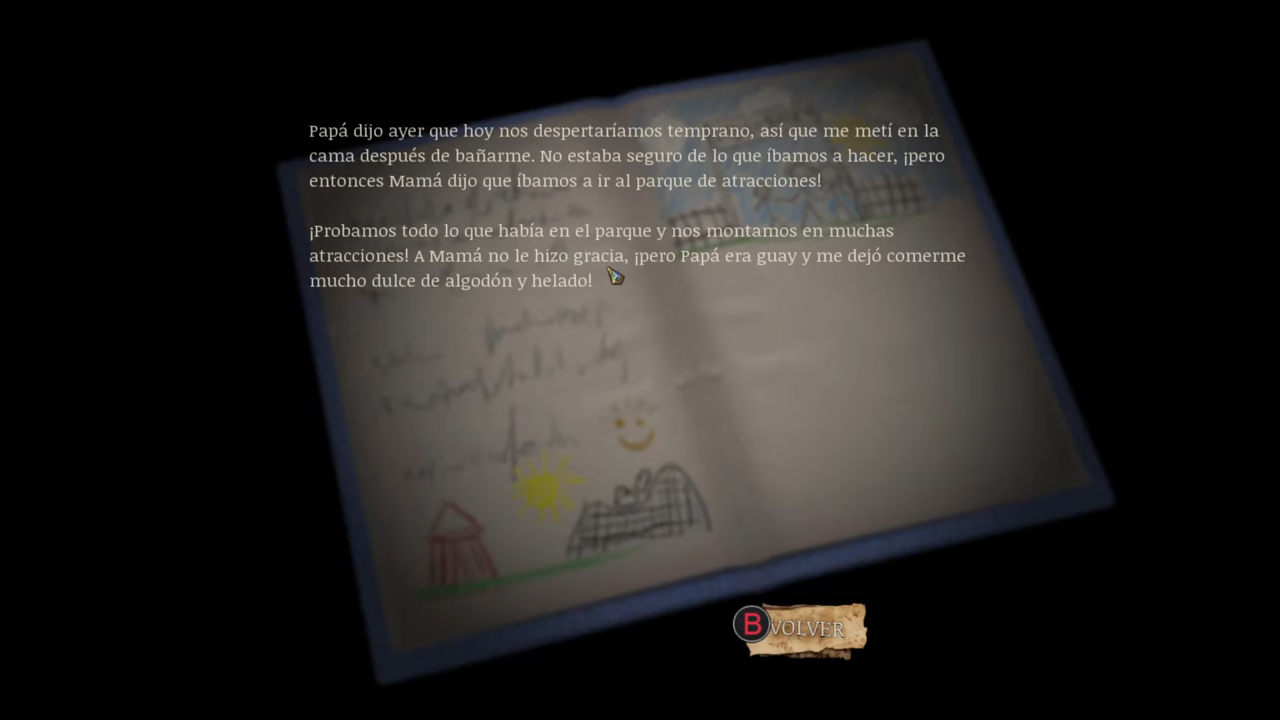 Papá dijo ayer que hoy nos despertaríamos temprano, así que me metí en la
cama después de bañarme. No estaba seguro de lo que íbamos a hacer, ¡pero
entonces Mamá dijo que íbamos a ir al parque de atracciones!
¡Probamos todo lo que había en el parque y nos montamos en muchas
atracciones! A Mamá no le hizo gracia, ¡pero Papá era guay y me dejó comerme
mucho dulce de algodón y helado!
B VOLVER